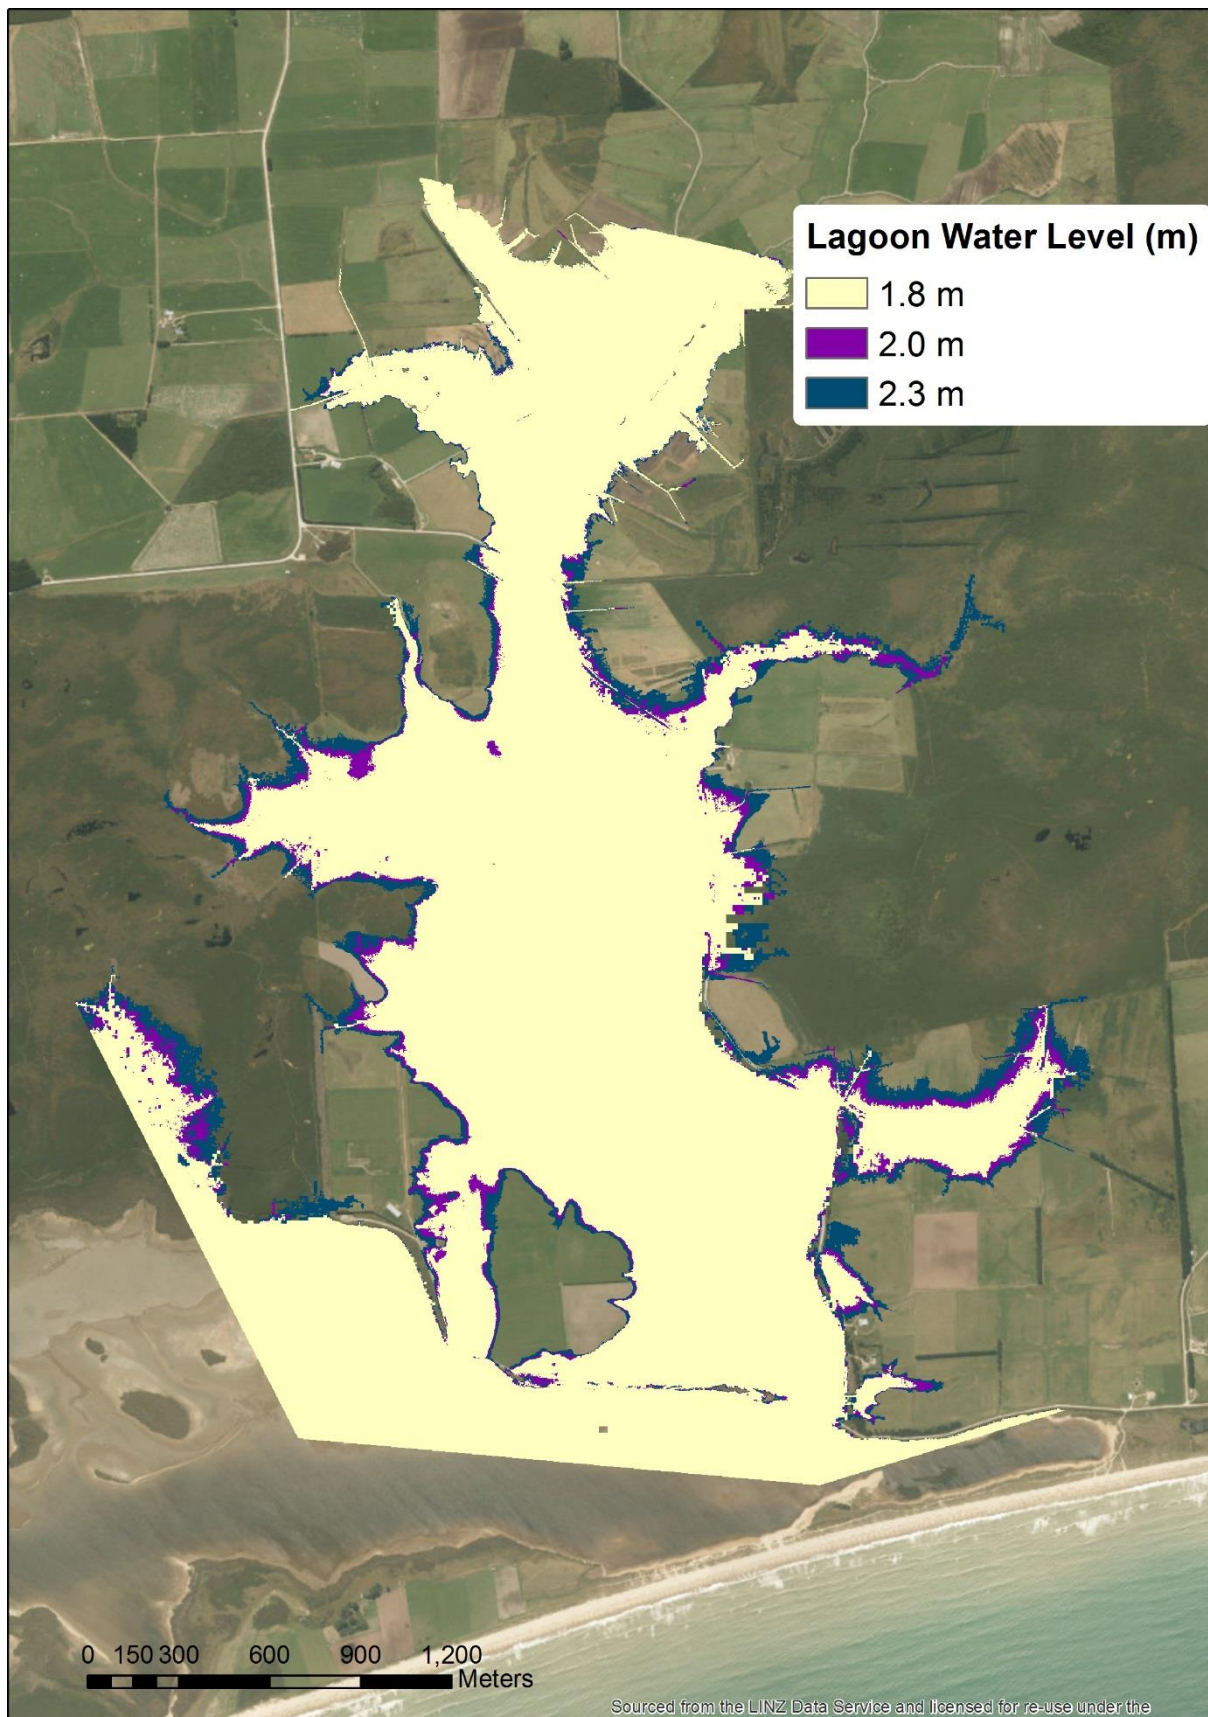 Lagoon Water Level (m)
1.8 m
2.0 m
2.3 m
0 150 300 600 900 1,200
Meters
Sourced from the LINZ Data Service and licensed for re-use under the